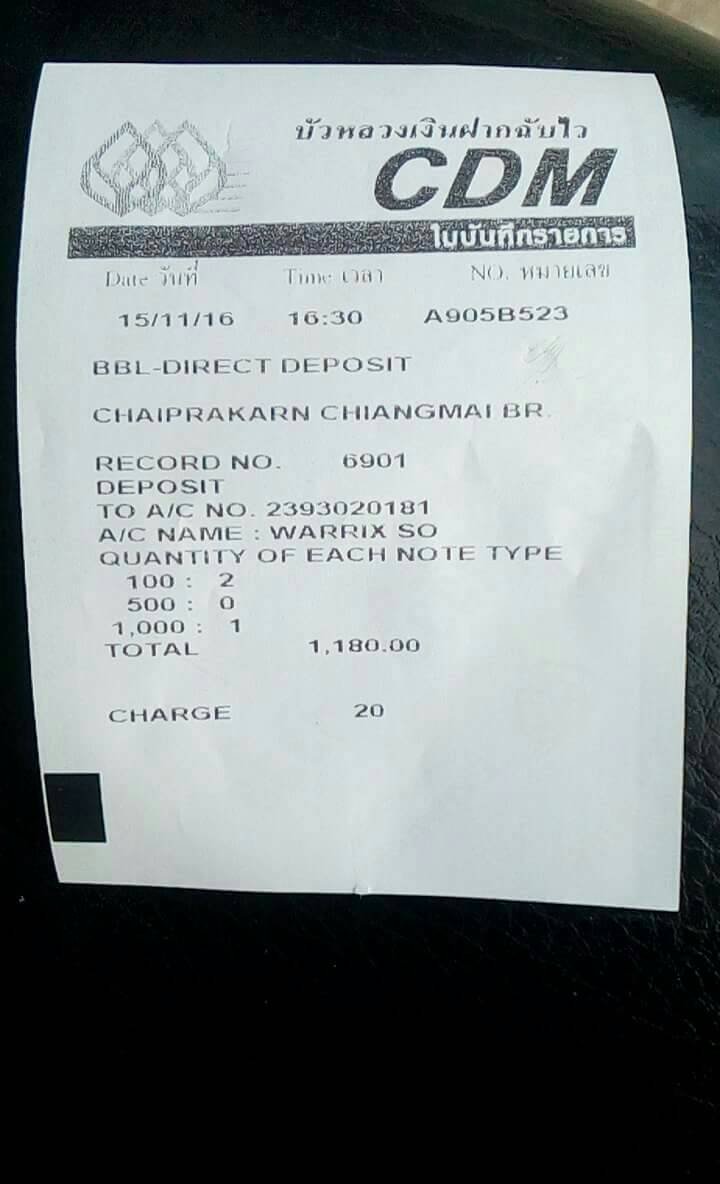 บัวหลวงเงินฝากฉับไว
CDM
ใบบันทึกรายการ
Date วันที่ Time เวลา NO. หมายเลข
15/11/16 16:30 A905B523
BBL-DIRECT DEPOSIT
CHAIPRAKARN CHIANGMAI BR.
RECORD NO. 6901
DEPOSIT
TO A/C NO. 2393020181
A/C NAME : WARRIX SO
QUANTITY OF EACH NOTE TYPE
100 : 2
500 : 0
1,000 : 1
TOTAL 1,180.00
CHARGE 20